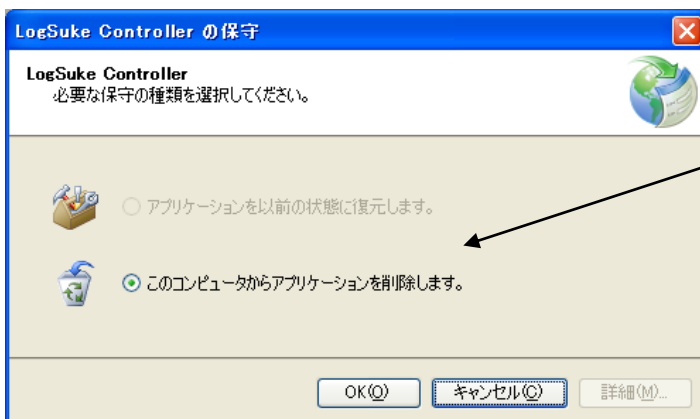 LogSuke Controller の保守
LogSuke Controller
必要な保守の種類を選択してください。
アプリケーションを以前の状態に復元します。
このコンピュータからアプリケーションを削除します。
OK(O)
キャンセル(C)
詳細(M)...